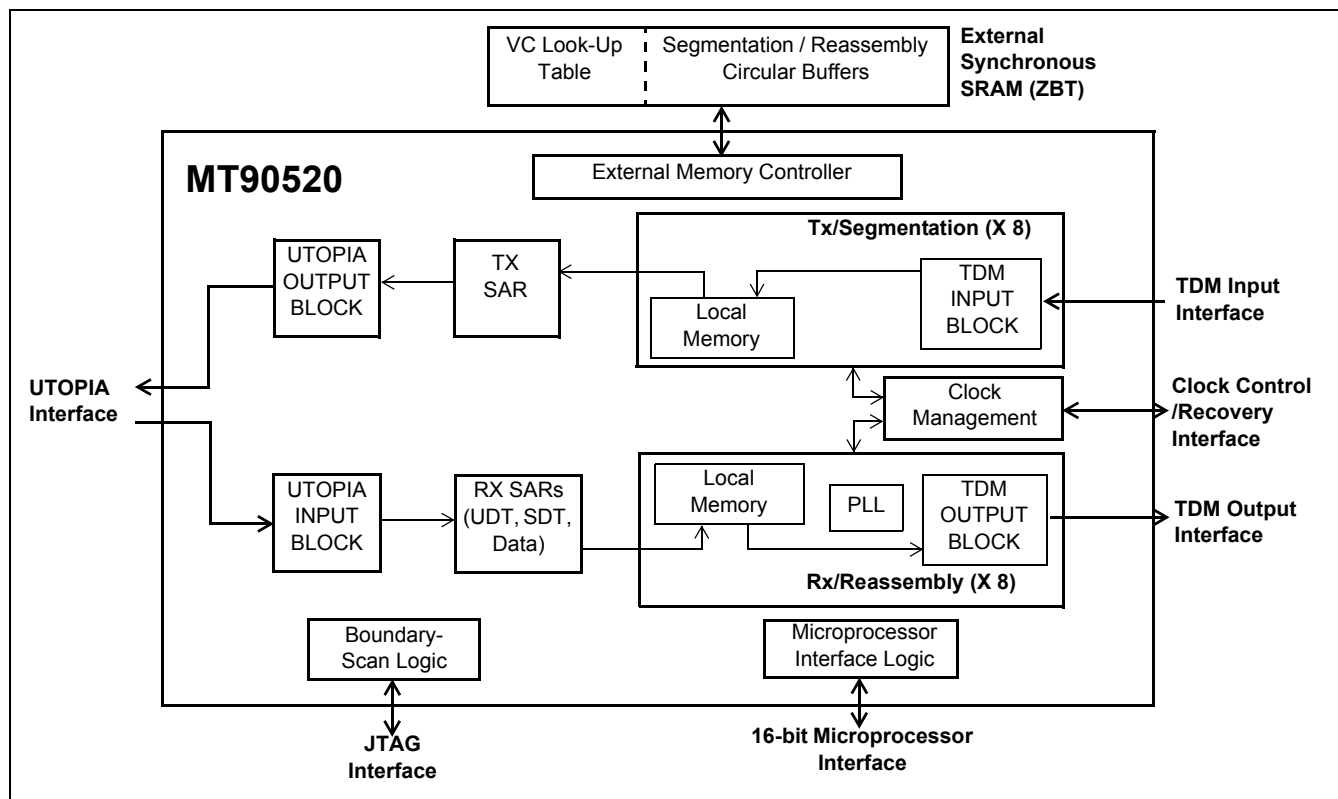 VC Look-Up
Table
Segmentation / Reassembly
Circular Buffers
External
Synchronous
SRAM (ZBT)
MT90520
External Memory Controller
Tx/Segmentation (X 8)
UTOPIA
OUTPUT
BLOCK
TX
SAR
Local
Memory
TDM
INPUT
BLOCK
TDM Input
Interface
UTOPIA
Interface
Clock
Management
Clock Control
/Recovery
Interface
UTOPIA
INPUT
BLOCK
RX SARs
(UDT, SDT,
Data)
Local
Memory
PLL
TDM
OUTPUT
BLOCK
TDM Output
Interface
Rx/Reassembly (X 8)
Boundary-
Scan Logic
Microprocessor
Interface Logic
JTAG
Interface
16-bit Microprocessor
Interface